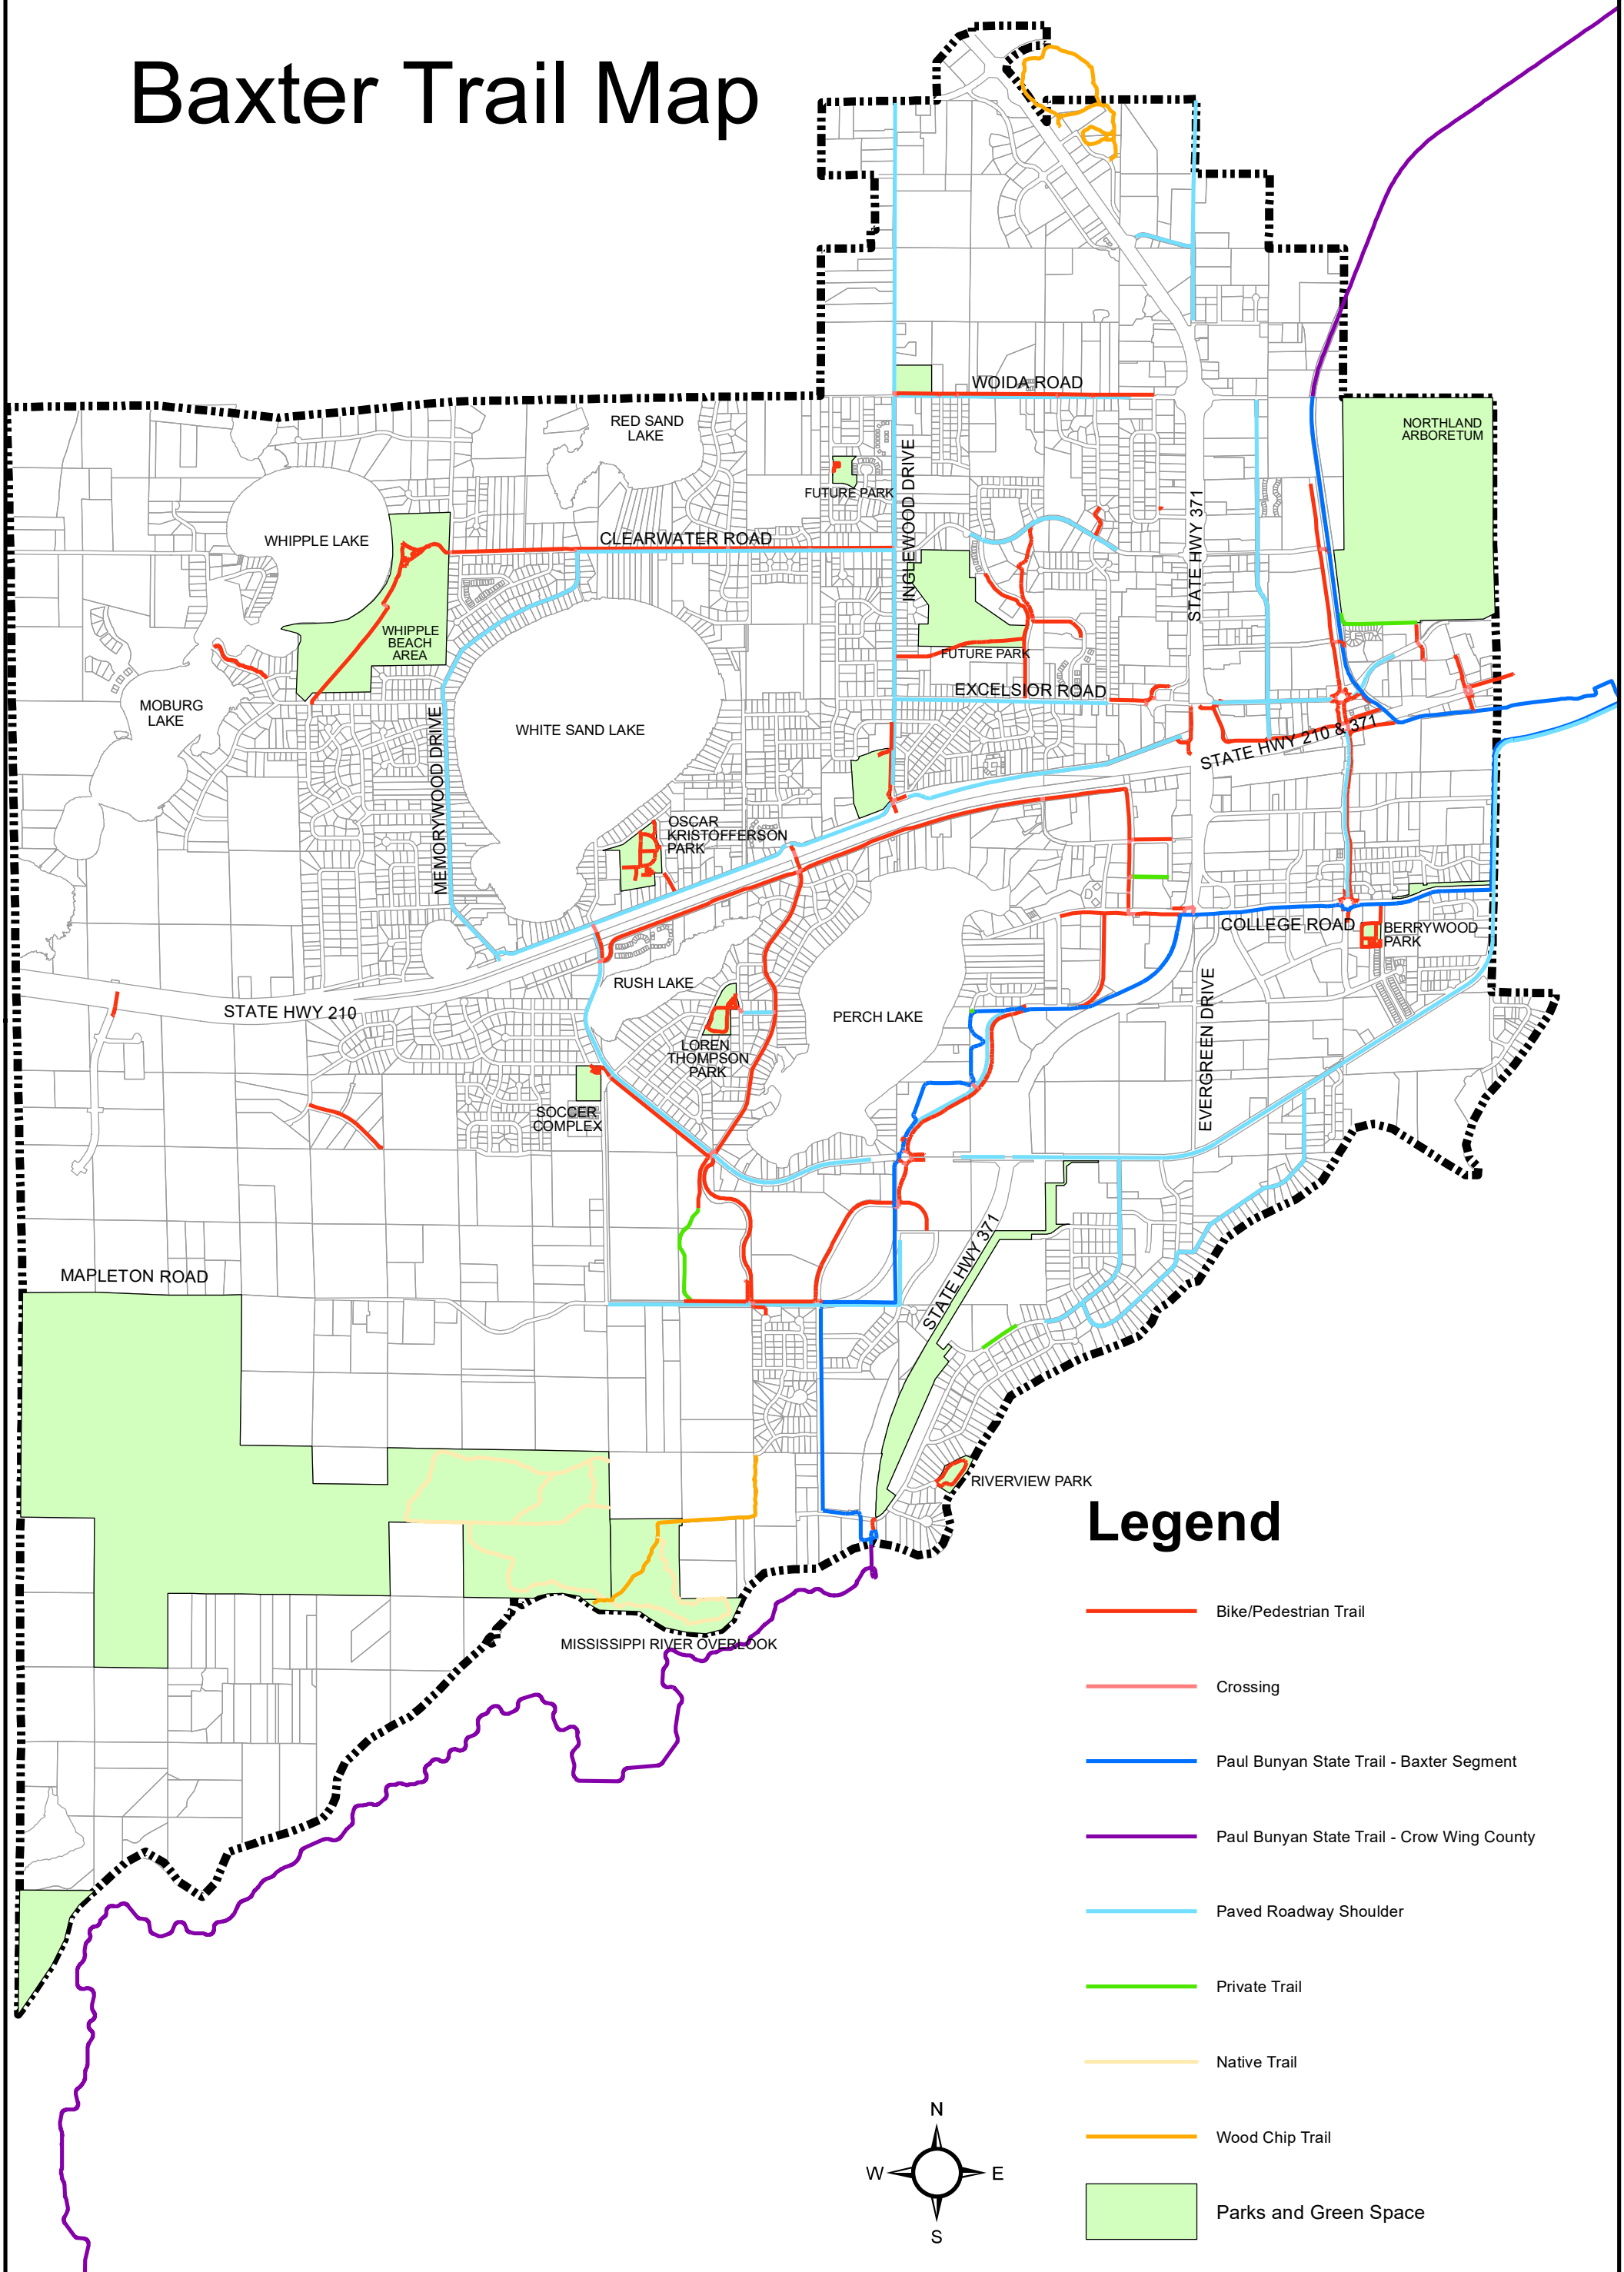 Baxter Trail Map
WOIDA ROAD
RED SAND
LAKE
NORTHLAND
ARBORETUM
FUTURE PARK
INGLEWOOD DRIVE
STATE HWY 371
WHIPPLE LAKE
CLEARWATER ROAD
WHIPPLE
BEACH
AREA
FUTURE PARK
EXCELSIOR ROAD
MOBURG
LAKE
MEMORYWOOD DRIVE
WHITE SAND LAKE
STATE HWY 210 & 371
OSCAR
KRISTOFFERSON
PARK
COLLEGE ROAD
BERRYWOOD
PARK
RUSH LAKE
STATE HWY 210
PERCH LAKE
EVERGREEN DRIVE
LOREN
THOMPSON
PARK
SOCCER
COMPLEX
STATE HWY 371
MAPLETON ROAD
RIVERVIEW PARK
MISSISSIPPI RIVER OVERLOOK
Legend
Bike/Pedestrian Trail
Crossing
Paul Bunyan State Trail - Baxter Segment
Paul Bunyan State Trail - Crow Wing County
Paved Roadway Shoulder
Private Trail
Native Trail
Wood Chip Trail
Parks and Green Space
N
W
E
S